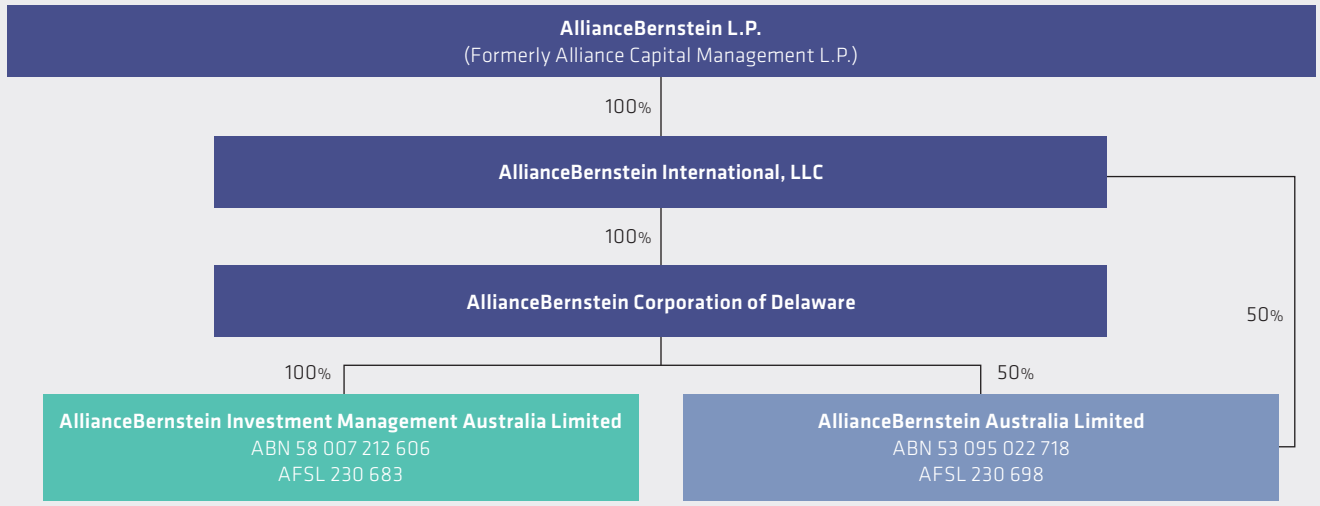 AllianceBernstein L.P.
(Formerly Alliance Capital Management L.P.)
100%
AllianceBernstein International, LLC
100%
AllianceBernstein Corporation of Delaware
50%
100%
50%
AllianceBernstein Investment Management Australia Limited
ABN 58 007 212 606
AFSL 230 683
AllianceBernstein Australia Limited
ABN 53 095 022 718
AFSL 230 698